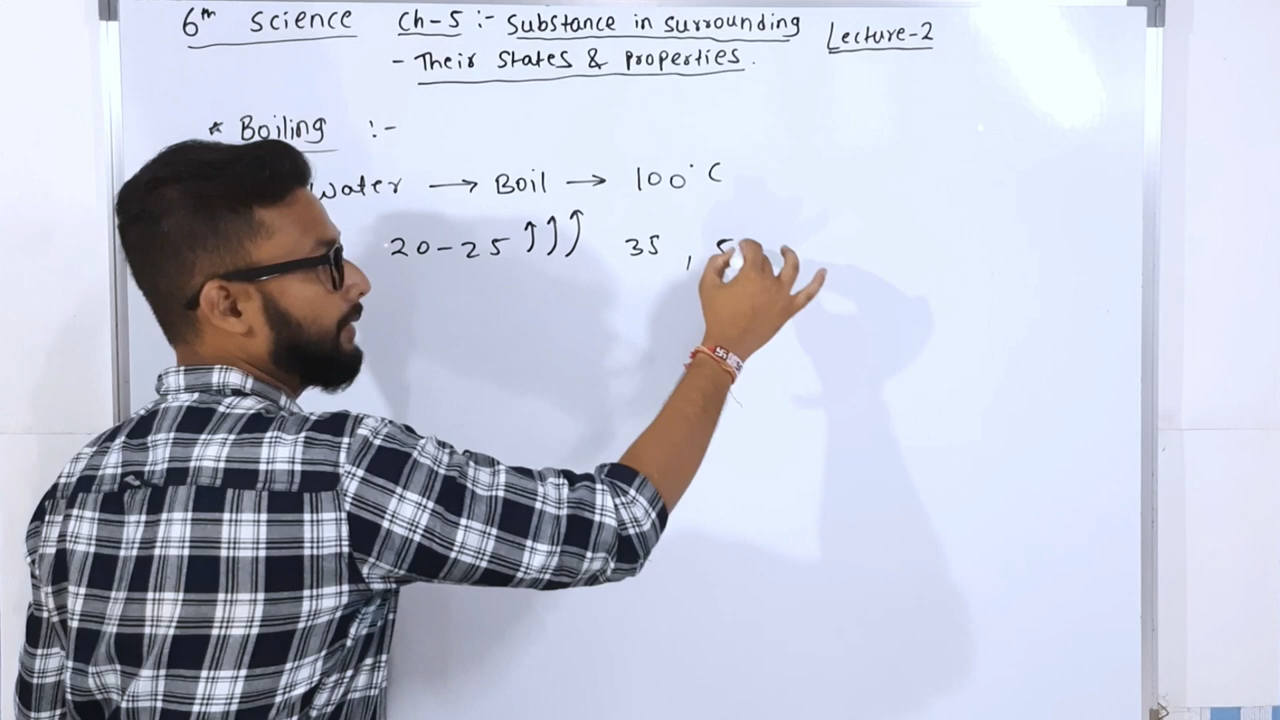 6th Science Ch-5 :- Substance in surrounding Lecture-2
- Their States & properties.
* Boiling :-
water → Boil → 100°C
20-25 ↑↑↑ 35 , 5